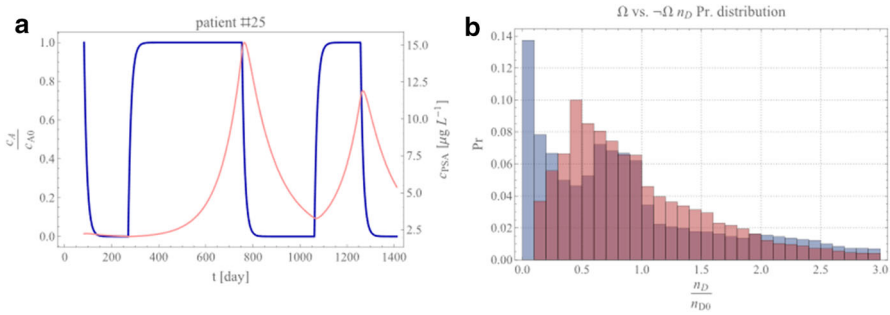 a
patient #25
1.0
0.8
0.6
0.4
0.2
0.0
c_A
c_A0
15.0
12.5
10.0
7.5
5.0
2.5
c_PSA [μg L⁻¹]
0 200 400 600 800 1000 1200 1400
t [day]
b
Ω vs. ¬Ω n_D Pr. distribution
0.14
0.12
0.10
0.08
0.06
0.04
0.02
0.00
Pr
0.0 0.5 1.0 1.5 2.0 2.5 3.0
n_D
n_D0